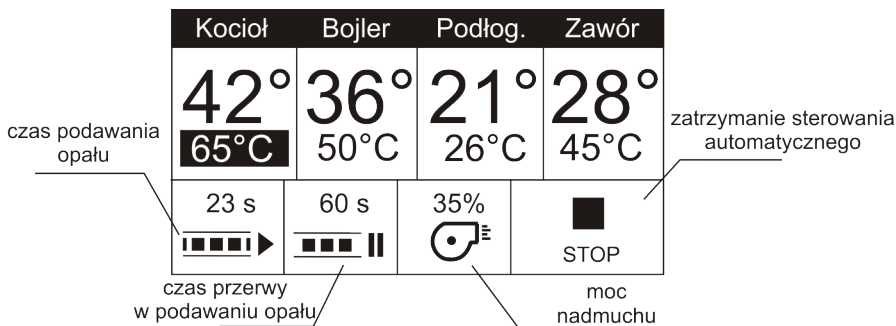 Kocioł Bojler Podłog. Zawór
42° 36° 21° 28°
65°C 50°C 26°C 45°C
czas podawania
opału
zatrzymanie sterowania
automatycznego
23 s 60 s 35%
STOP
czas przerwy
w podawaniu opału
moc
nadmuchu